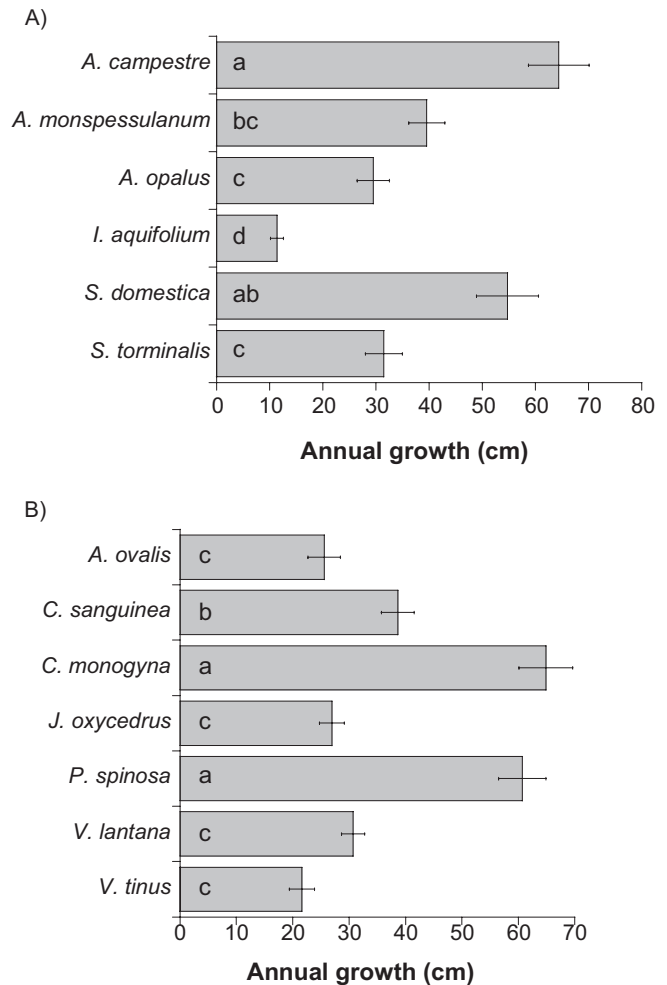 A)
A. campestre a
A. monspessulanum bc
A. opalus c
I. aquifolium d
S. domestica ab
S. torminalis c
0 10 20 30 40 50 60 70 80
Annual growth (cm)
B)
A. ovalis c
C. sanguinea b
C. monogyna a
J. oxycedrus c
P. spinosa a
V. lantana c
V. tinus c
0 10 20 30 40 50 60 70
Annual growth (cm)